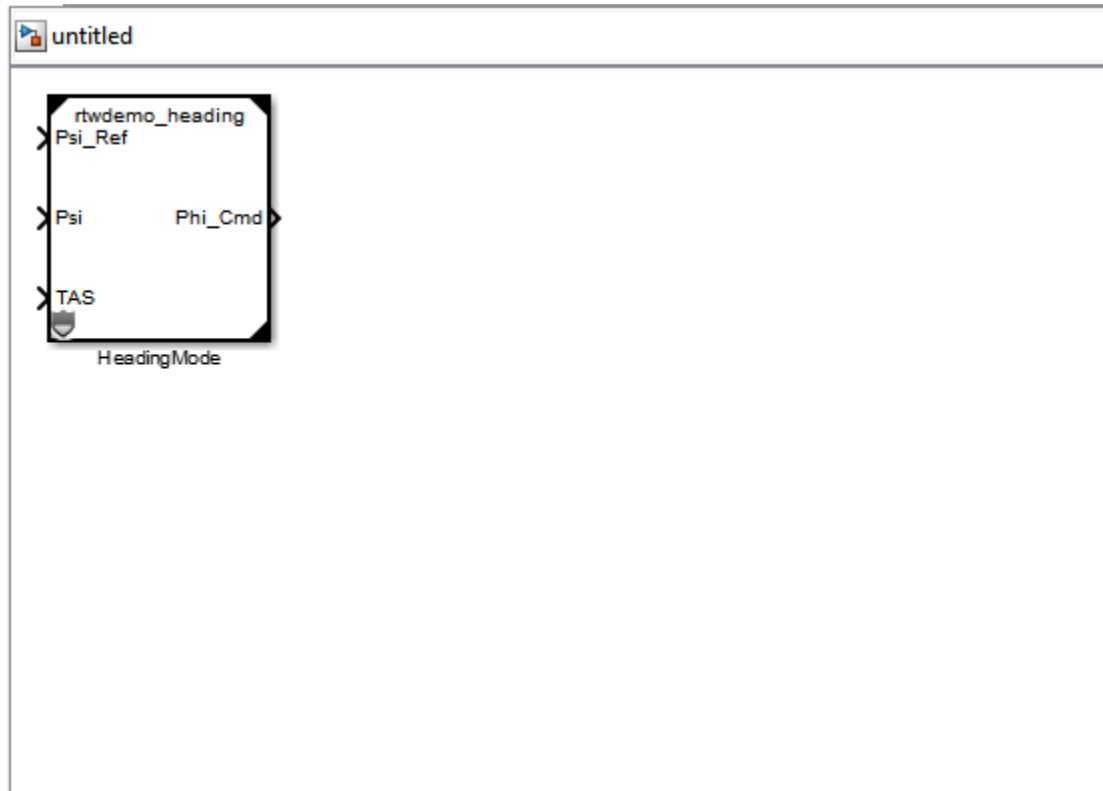 untitled
rtwdemo_heading
Psi_Ref
Psi Phi_Cmd
TAS
HeadingMode